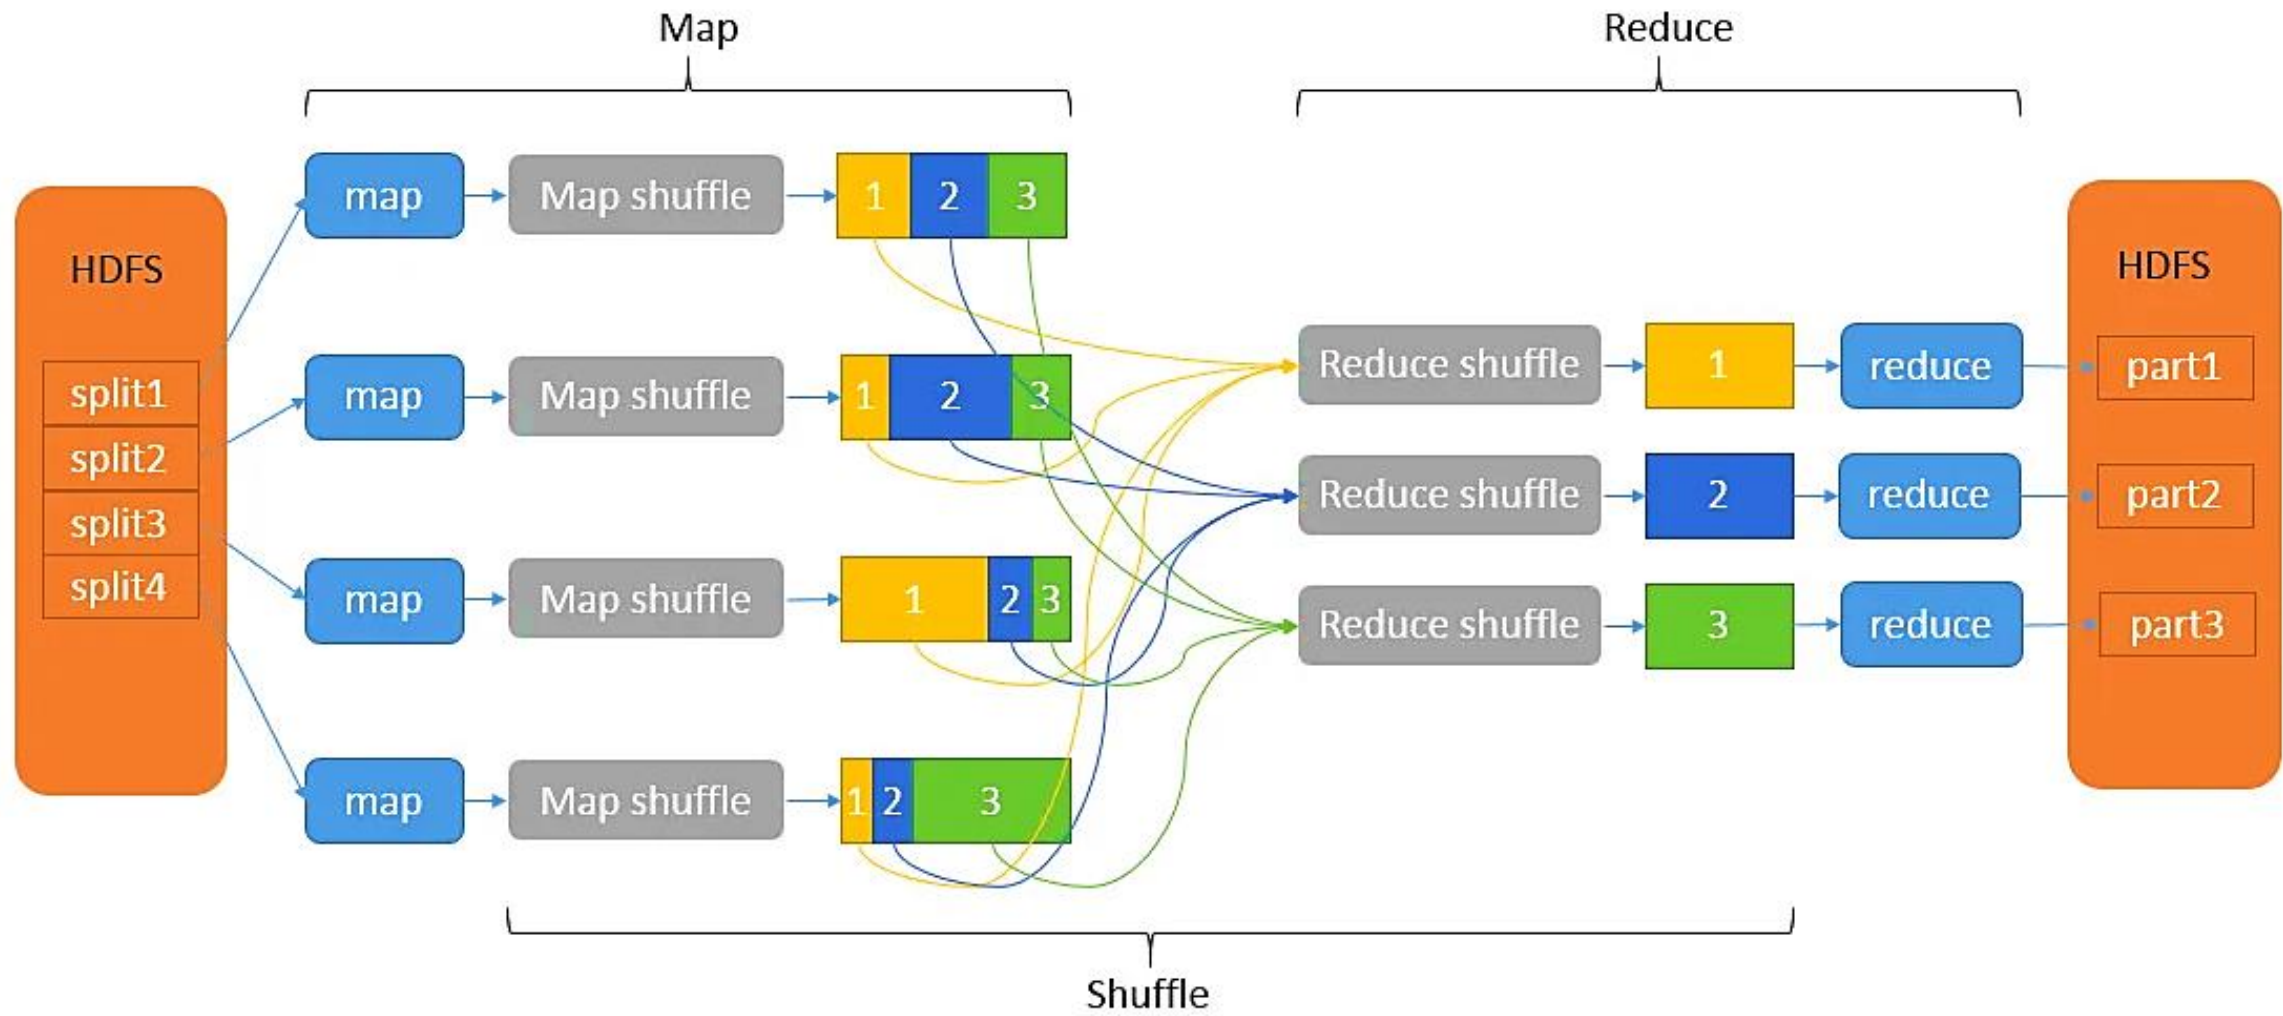 Map
Reduce
HDFS
split1
split2
split3
split4
map
Map shuffle
1 2 3
map
Map shuffle
1 2 3
map
Map shuffle
1 2 3
map
Map shuffle
1 2 3
Reduce shuffle
1
reduce
Reduce shuffle
2
reduce
Reduce shuffle
3
reduce
HDFS
part1
part2
part3
Shuffle